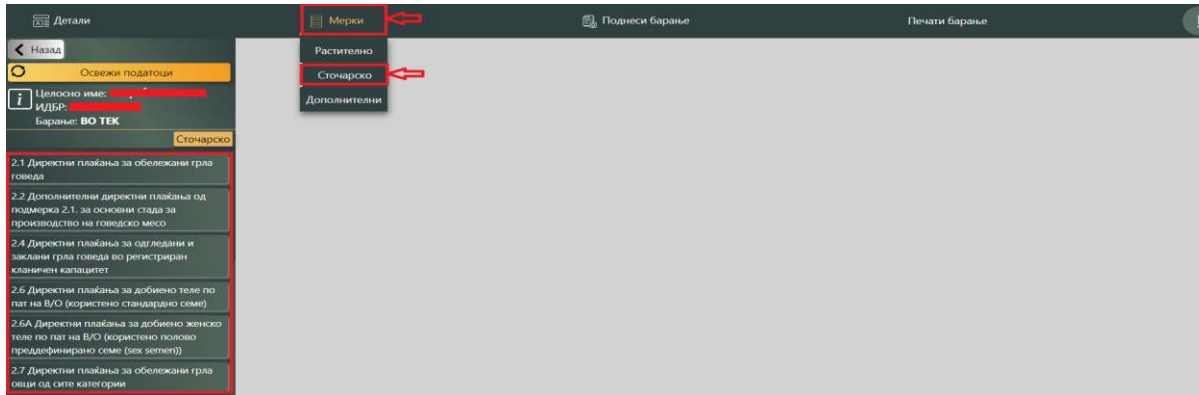 Детали
Мерки
Поднеси барање
Печати барање
Назад
Освежи податоци
Целосно име:
ИДБР:
Барање: ВО ТЕК
Сточарско
Растително
Сточарско
Дополнителни
2.1 Директни плаќања за обележани грла
говеда
2.2 Дополнителни директни плаќања од
подмерка 2.1. за основни стада за
производство на говедско месо
2.4 Директни плаќања за одгледани и
заклани грла говеда во регистриран
кланичен капацитет
2.6 Директни плаќања за добиено теле по
пат на В/О (користено стандардно семе)
2.6А Директни плаќања за добиено женско
теле по пат на В/О (користено полово
преддефинирано семе (sex semen))
2.7 Директни плаќања за обележани грла
овци од сите категории